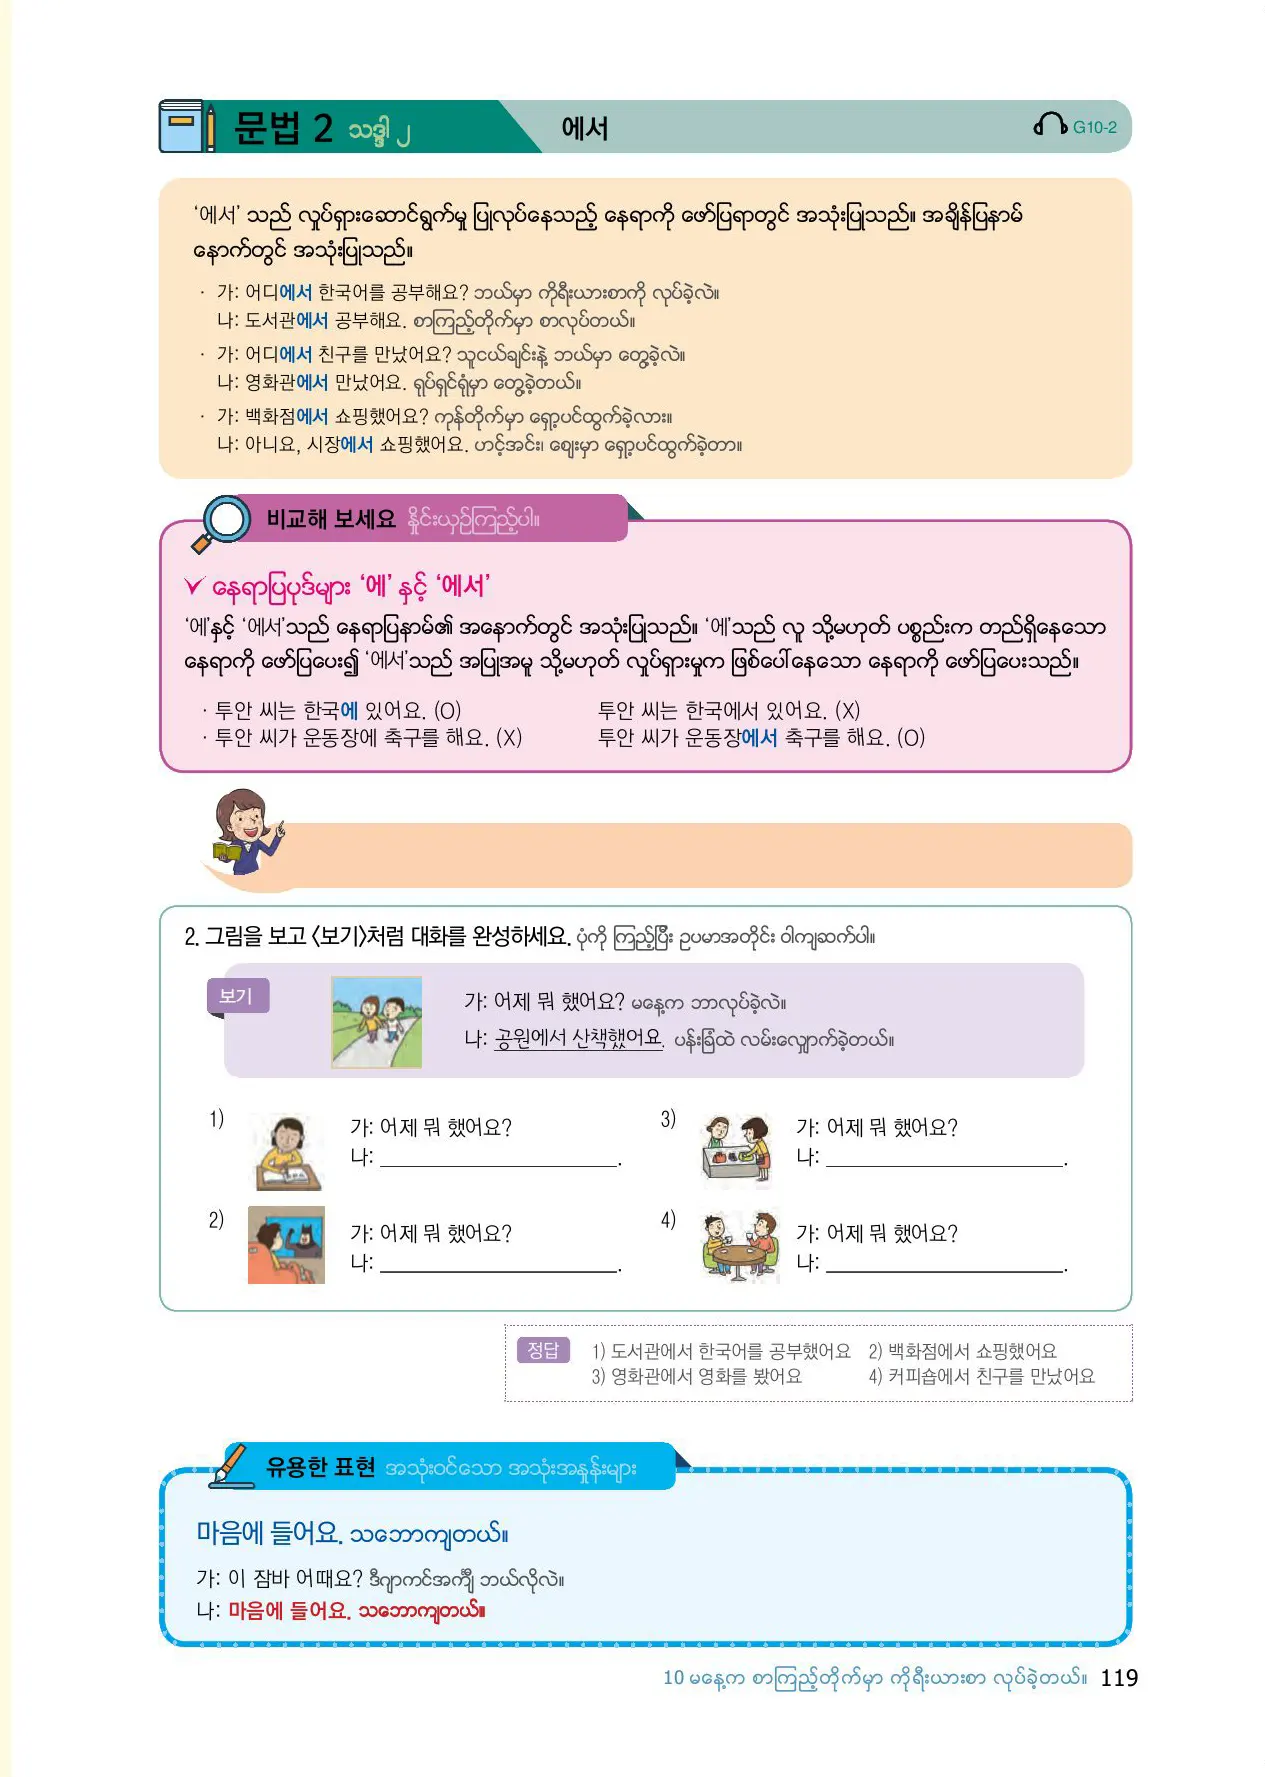 문법 2 သဒ္ဒါ ၂
에서
G10-2
‘에서’ သည် လှုပ်ရှားဆောင်ရွက်မှု ပြုလုပ်နေသည့် နေရာကို ဖော်ပြရာတွင် အသုံးပြုသည်။ အချိန်ပြနာမ်
နောက်တွင် အသုံးပြုသည်။
· 가: 어디에서 한국어를 공부해요? ဘယ်မှာ ကိုရီးယားစာကို လုပ်ခဲ့လဲ။
나: 도서관에서 공부해요. စာကြည့်တိုက်မှာ စာလုပ်တယ်။
· 가: 어디에서 친구를 만났어요? သူငယ်ချင်းနဲ့ ဘယ်မှာ တွေ့ခဲ့လဲ။
나: 영화관에서 만났어요. ရုပ်ရှင်ရုံမှာ တွေ့ခဲ့တယ်။
· 가: 백화점에서 쇼핑했어요? ကုန်တိုက်မှာ ရှော့ပင်ထွက်ခဲ့လား။
나: 아니요, 시장에서 쇼핑했어요. ဟင့်အင်း၊ ဈေးမှာ ရှော့ပင်ထွက်ခဲ့တာ။
비교해 보세요 နှိုင်းယှဉ်ကြည့်ပါ။
နေရာပြပုဒ်များ ‘에’ နှင့် ‘에서’
‘에’နှင့် ‘에서’သည် နေရာပြနာမ်၏ အနောက်တွင် အသုံးပြုသည်။ ‘에’သည် လူ သို့မဟုတ် ပစ္စည်းက တည်ရှိနေသော
နေရာကို ဖော်ပြပေး၍ ‘에서’သည် အပြုအမူ သို့မဟုတ် လှုပ်ရှားမှုက ဖြစ်ပေါ်နေသော နေရာကို ဖော်ပြပေးသည်။
· 투안 씨는 한국에 있어요. (O) 투안 씨는 한국에서 있어요. (X)
· 투안 씨가 운동장에 축구를 해요. (X) 투안 씨가 운동장에서 축구를 해요. (O)
2. 그림을 보고 〈보기〉처럼 대화를 완성하세요. ပုံကို ကြည့်ပြီး ဥပမာအတိုင်း ဝါကျဆက်ပါ။
보기
가: 어제 뭐 했어요? မနေ့က ဘာလုပ်ခဲ့လဲ။
나: 공원에서 산책했어요. ပန်းခြံထဲ လမ်းလျှောက်ခဲ့တယ်။
1) 가: 어제 뭐 했어요?
나: ____________.
2) 가: 어제 뭐 했어요?
나: ____________.
3) 가: 어제 뭐 했어요?
나: ____________.
4) 가: 어제 뭐 했어요?
나: ____________.
정답 1) 도서관에서 한국어를 공부했어요 2) 백화점에서 쇼핑했어요
3) 영화관에서 영화를 봤어요 4) 커피숍에서 친구를 만났어요
유용한 표현 အသုံးဝင်သော အသုံးအနှုန်းများ
마음에 들어요. သဘောကျတယ်။
가: 이 잠바 어때요? ဒီဂျာကင်အင်္ကျီ ဘယ်လိုလဲ။
나: 마음에 들어요. သဘောကျတယ်။
10 မနေ့က စာကြည့်တိုက်မှာ ကိုရီးယားစာ လုပ်ခဲ့တယ်။ 119